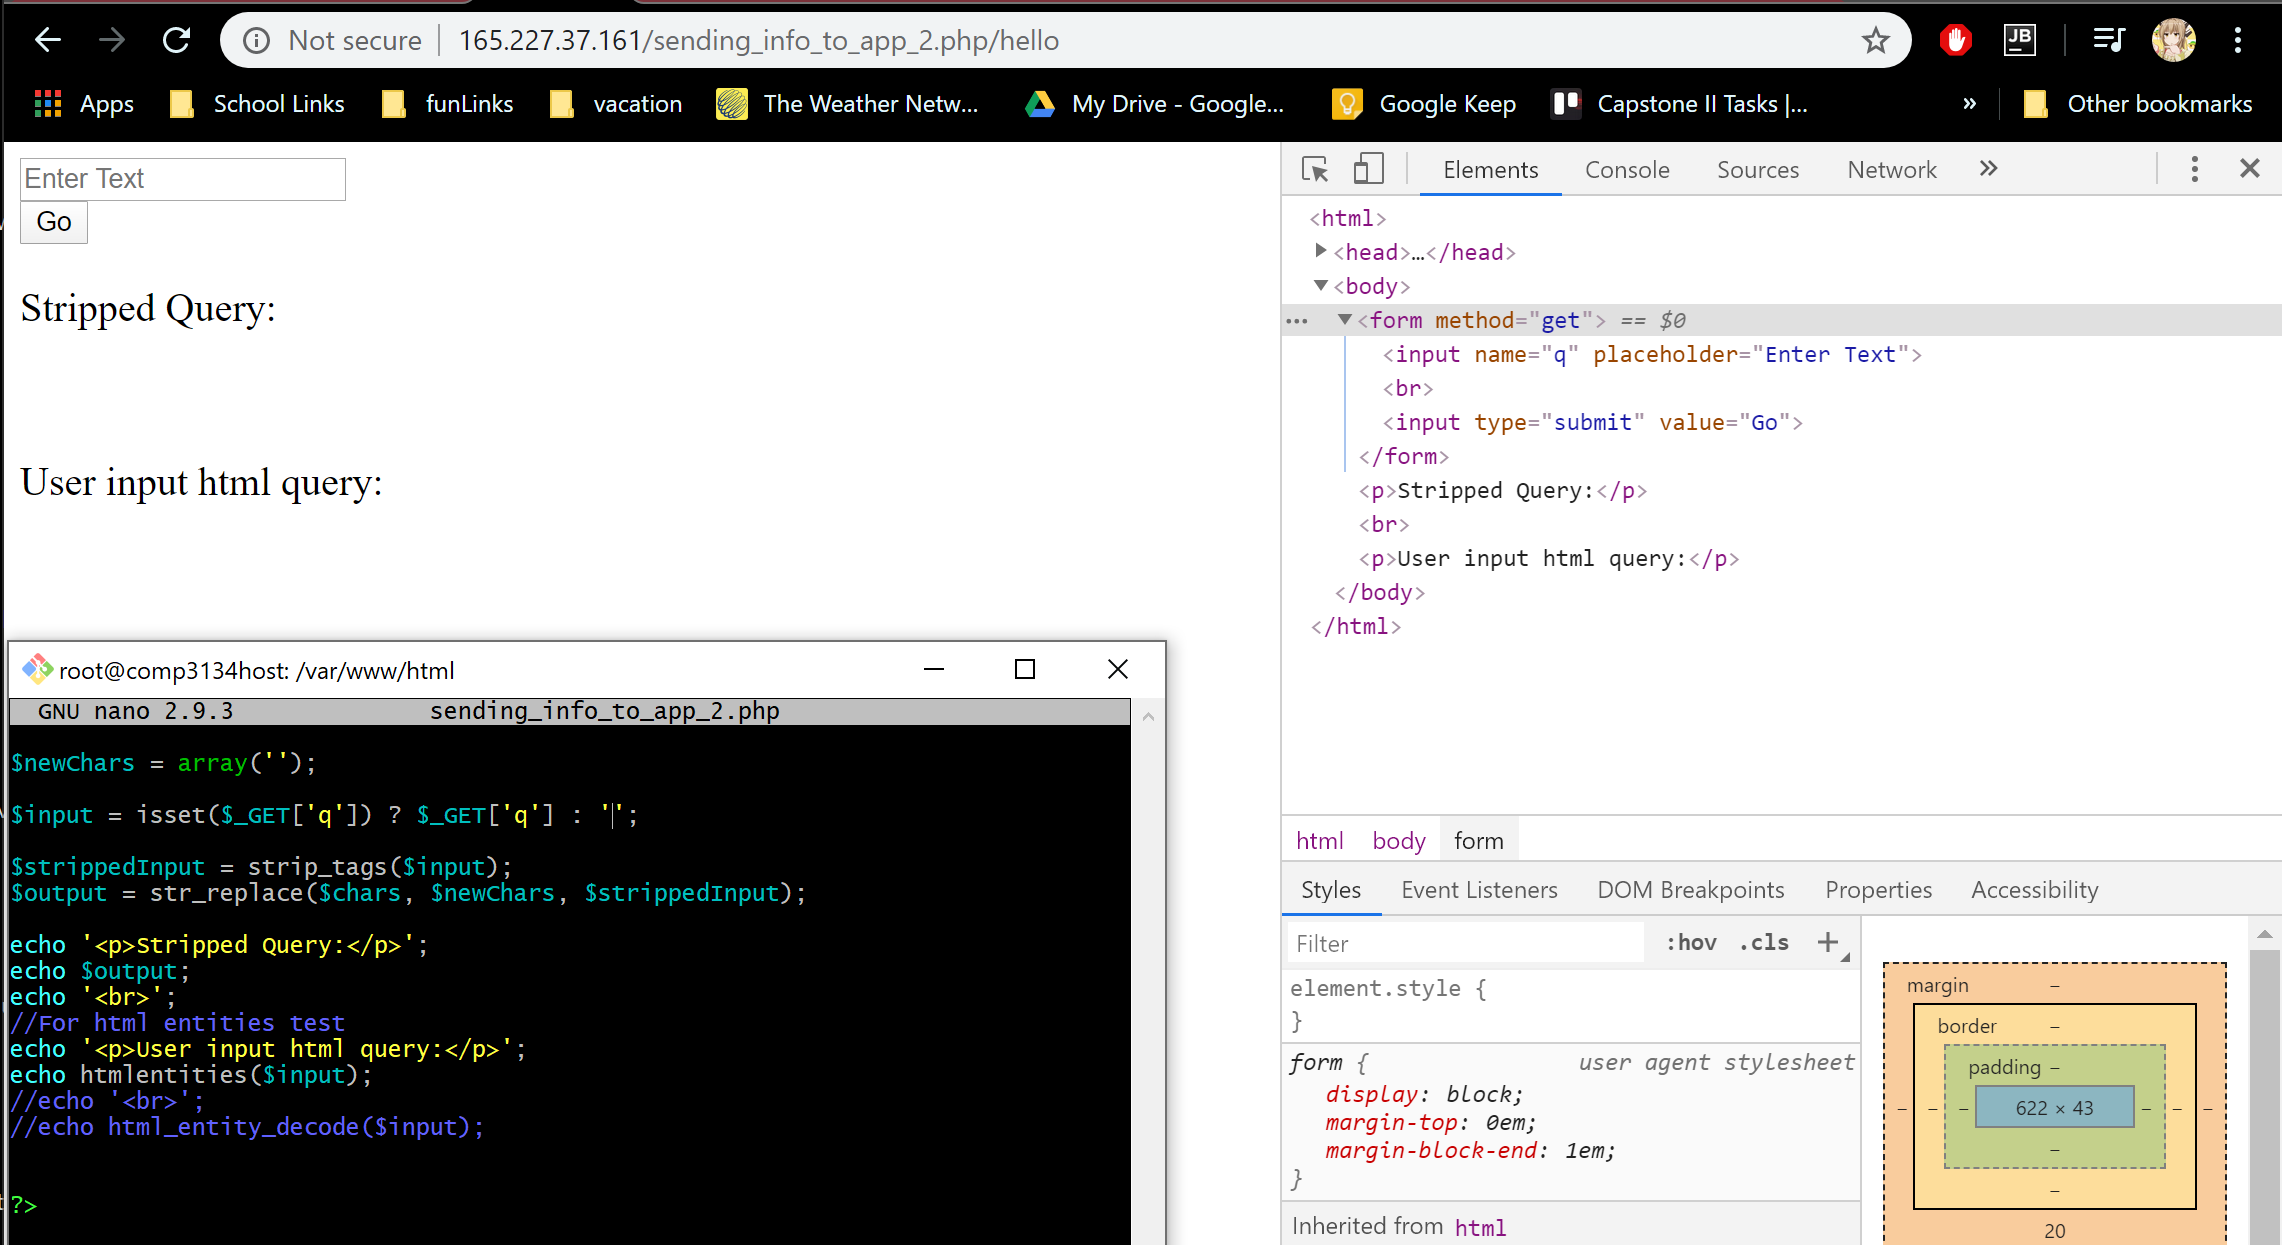 Not secure 165.227.37.161/sending_info_to_app_2.php/hello
JB
Apps School Links funLinks vacation The Weather Netw... My Drive - Google... Google Keep Capstone II Tasks |... » Other bookmarks
Enter Text
Go
Stripped Query:
User input html query:
Elements Console Sources Network »
<html>
<head>…</head>
<body>
<form method="get"> == $0
<input name="q" placeholder="Enter Text">
<br>
<input type="submit" value="Go">
</form>
<p>Stripped Query:</p>
<br>
<p>User input html query:</p>
</body>
</html>
html body form
Styles Event Listeners DOM Breakpoints Properties Accessibility
Filter :hov .cls +
element.style {
}
form { user agent stylesheet
display: block;
margin-top: 0em;
margin-block-end: 1em;
}
Inherited from html
margin –
border –
padding –
– – – 622 × 43 – – –
–
–
20
root@comp3134host: /var/www/html
GNU nano 2.9.3 sending_info_to_app_2.php
$newChars = array('');
$input = isset($_GET['q']) ? $_GET['q'] : '';
$strippedInput = strip_tags($input);
$output = str_replace($chars, $newChars, $strippedInput);
echo '<p>Stripped Query:</p>';
echo $output;
echo '<br>';
//For html entities test
echo '<p>User input html query:</p>';
echo htmlentities($input);
//echo '<br>';
//echo html_entity_decode($input);
?>